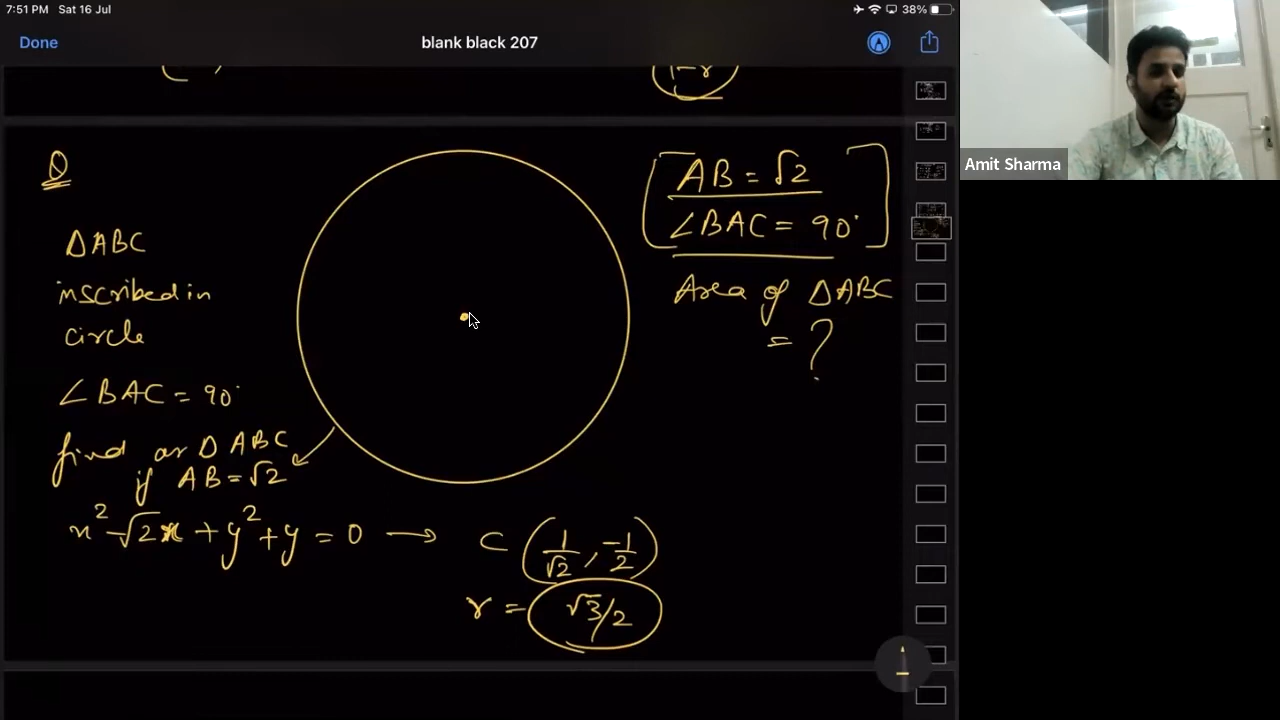 7:51 PM Sat 16 Jul
38%
Done
blank black 207
Amit Sharma
1-r
Q
ΔABC
inscribed in
circle
∠BAC = 90°
find ar ΔABC
if AB = √2
x² - √2x + y² + y = 0 → C (1/√2, -1/2)
r = √3/2
AB = √2
∠BAC = 90°
Area of ΔABC
= ?